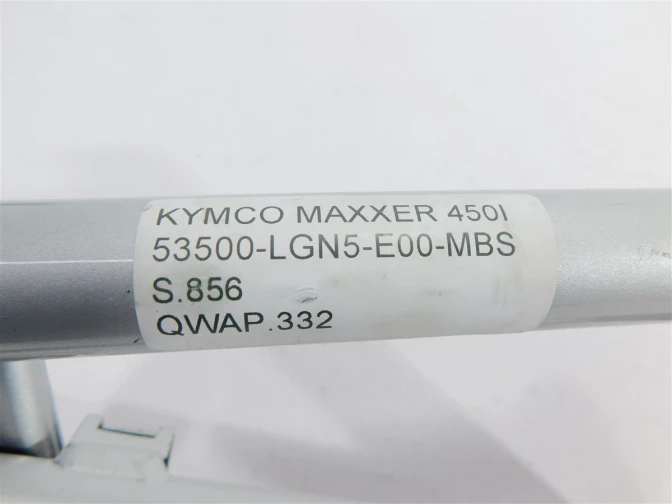 KYMCO MAXXER 450I
53500-LGN5-E00-MBS
S.856
QWAP.332